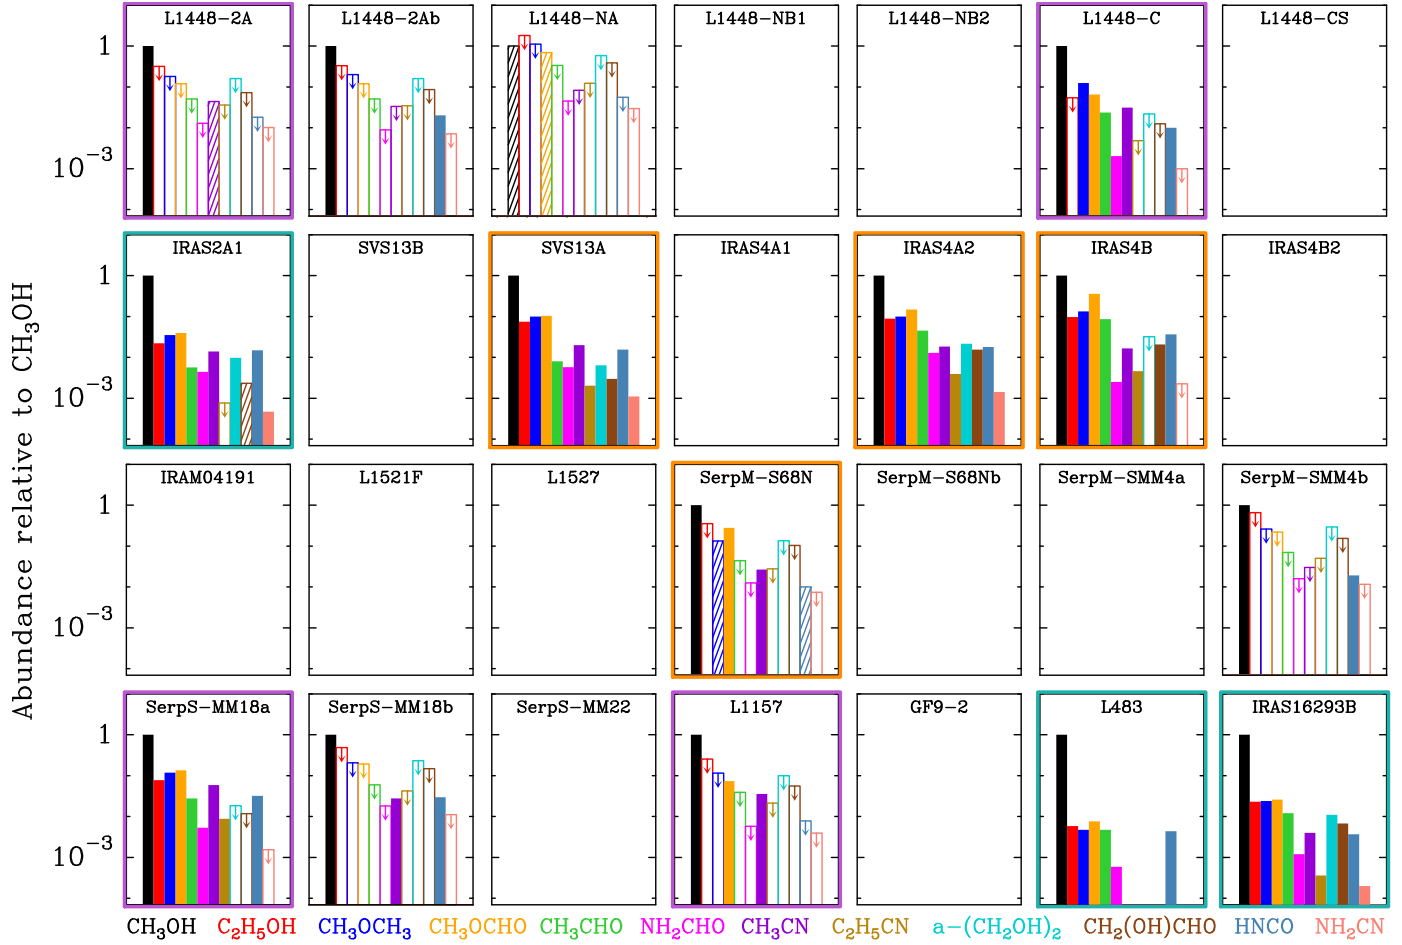 L1448-2A L1448-2Ab L1448-NA L1448-NB1 L1448-NB2 L1448-C L1448-CS
1
10⁻³
IRAS2A1 SVS13B SVS13A IRAS4A1 IRAS4A2 IRAS4B IRAS4B2
1
10⁻³
Abundance relative to CH₃OH
IRAM04191 L1521F L1527 SerpM-S68N SerpM-S68Nb SerpM-SMM4a SerpM-SMM4b
1
10⁻³
SerpS-MM18a SerpS-MM18b SerpS-MM22 L1157 GF9-2 L483 IRAS16293B
1
10⁻³
CH₃OH C₂H₅OH CH₃OCH₃ CH₃OCHO CH₃CHO NH₂CHO CH₃CN C₂H₅CN a-(CH₂OH)₂ CH₂(OH)CHO HNCO NH₂CN